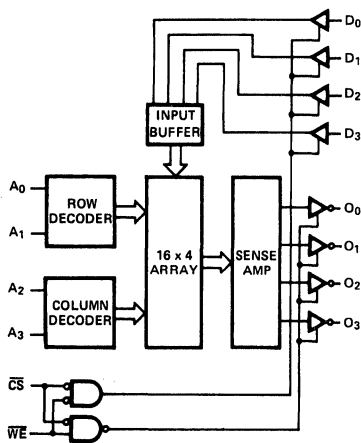 D0
D1
D2
D3
INPUT
BUFFER
A0
A1
ROW
DECODER
A2
A3
COLUMN
DECODER
16 x 4
ARRAY
SENSE
AMP
O0
O1
O2
O3
CS
WE